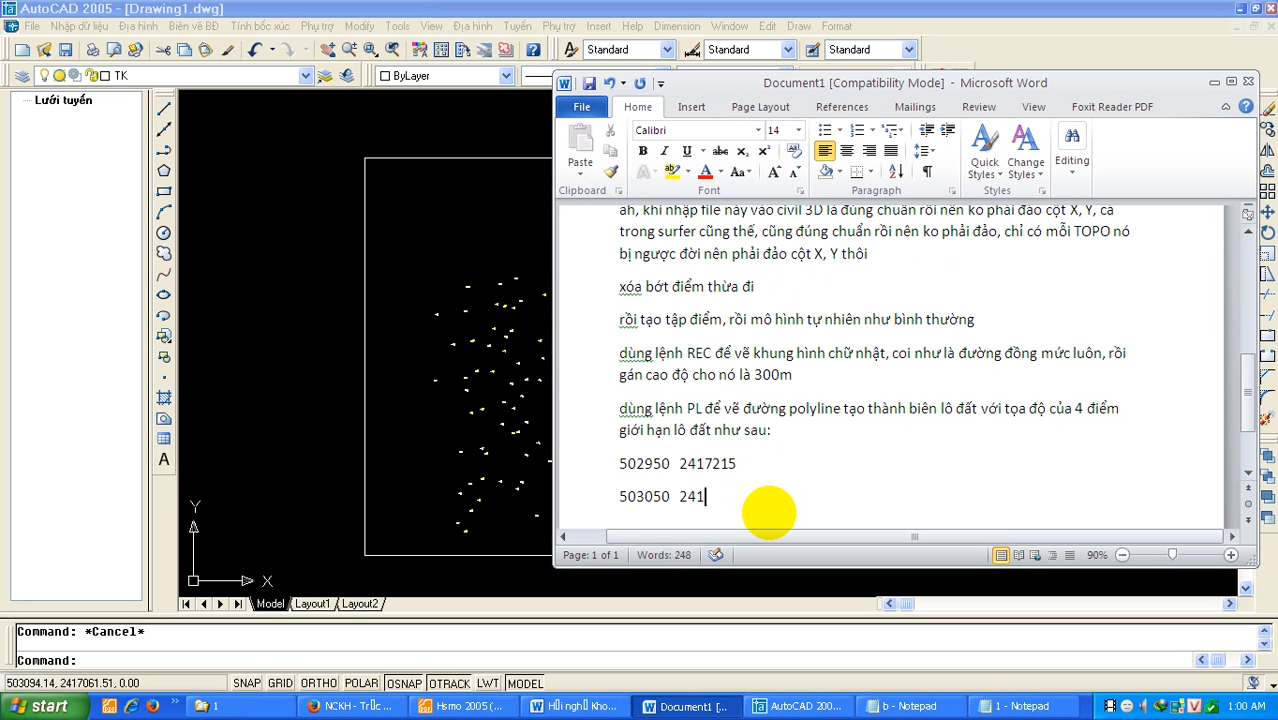 AutoCAD 2005 - [Drawing1.dwg]
File Nhập dữ liệu Địa hình Tính bốc xúc Phụ trợ Modify Tools View Địa hình Tuyến Phụ trợ Insert Dimension Window Edit Draw Format
Standard Standard Standard
TK ByLayer
Lưới tuyến
Document1 [Compatibility Mode] - Microsoft Word
File Home Insert Page Layout References Mailings Review View Foxit Reader PDF
Calibri 14
Paste Quick Styles Change Styles Editing
Clipboard Font Paragraph Styles
ah, khi nhập file này vào civil 3D là đúng chuẩn rồi nên ko phải đảo cột X, Y, cả
trong surfer cũng thế, cũng đúng chuẩn rồi nên ko phải đảo, chỉ có mỗi TOPO nó
bị ngược đời nên phải đảo cột X, Y thôi
xóa bớt điểm thừa đi
rồi tạo tập điểm, rồi mô hình tự nhiên như bình thường
dùng lệnh REC để vẽ khung hình chữ nhật, coi như là đường đồng mức luôn, rồi
gán cao độ cho nó là 300m
dùng lệnh PL để vẽ đường polyline tạo thành biên lô đất với tọa độ của 4 điểm
giới hạn lô đất như sau:
502950 2417215
503050 241
Page: 1 of 1 Words: 248 90%
Y
X
Model Layout1 Layout2
Command: *Cancel*
Command:
503094.14, 2417061.51, 0.00 SNAP GRID ORTHO POLAR OSNAP OTRACK LWT MODEL
start 1 NCKH - Trắc ... Hsmo 2005 (... Hội nghị Kho... Document1 [... AutoCAD 200... b - Notepad 1 - Notepad 1:00 AM